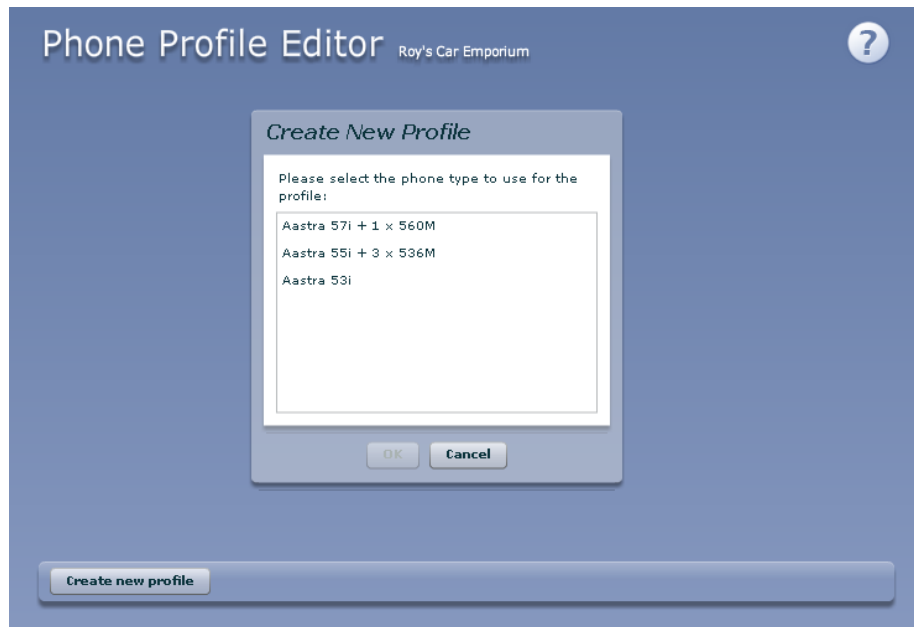 Phone Profile Editor Roy's Car Emporium
?
Create New Profile
Please select the phone type to use for the
profile:
Aastra 57i + 1 x 560M
Aastra 55i + 3 x 536M
Aastra 53i
OK Cancel
Create new profile